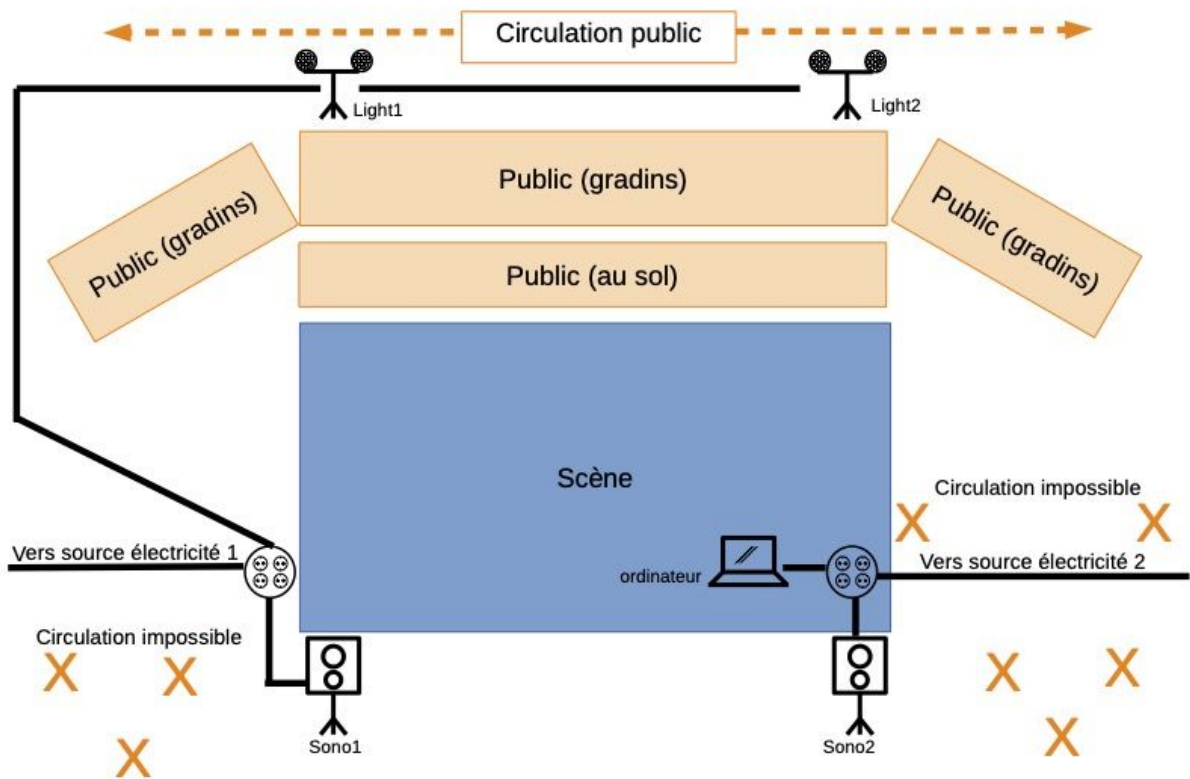 Circulation public
Light1
Light2
Public (gradins)
Public (gradins)
Public (gradins)
Public (au sol)
Scène
Circulation impossible
Vers source électricité 1
ordinateur
Vers source électricité 2
Circulation impossible
Sono1
Sono2